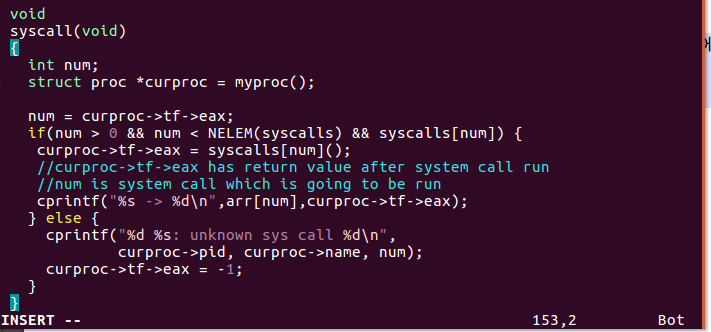 void
syscall(void)
{
  int num;
  struct proc *curproc = myproc();

  num = curproc->tf->eax;
  if(num > 0 && num < NELEM(syscalls) && syscalls[num]) {
   curproc->tf->eax = syscalls[num]();
   //curproc->tf->eax has return value after system call run
   //num is system call which is going to be run
   cprintf("%s -> %d\n",arr[num],curproc->tf->eax);
  } else {
    cprintf("%d %s: unknown sys call %d\n",
            curproc->pid, curproc->name, num);
    curproc->tf->eax = -1;
  }
}
INSERT -- 153,2 Bot